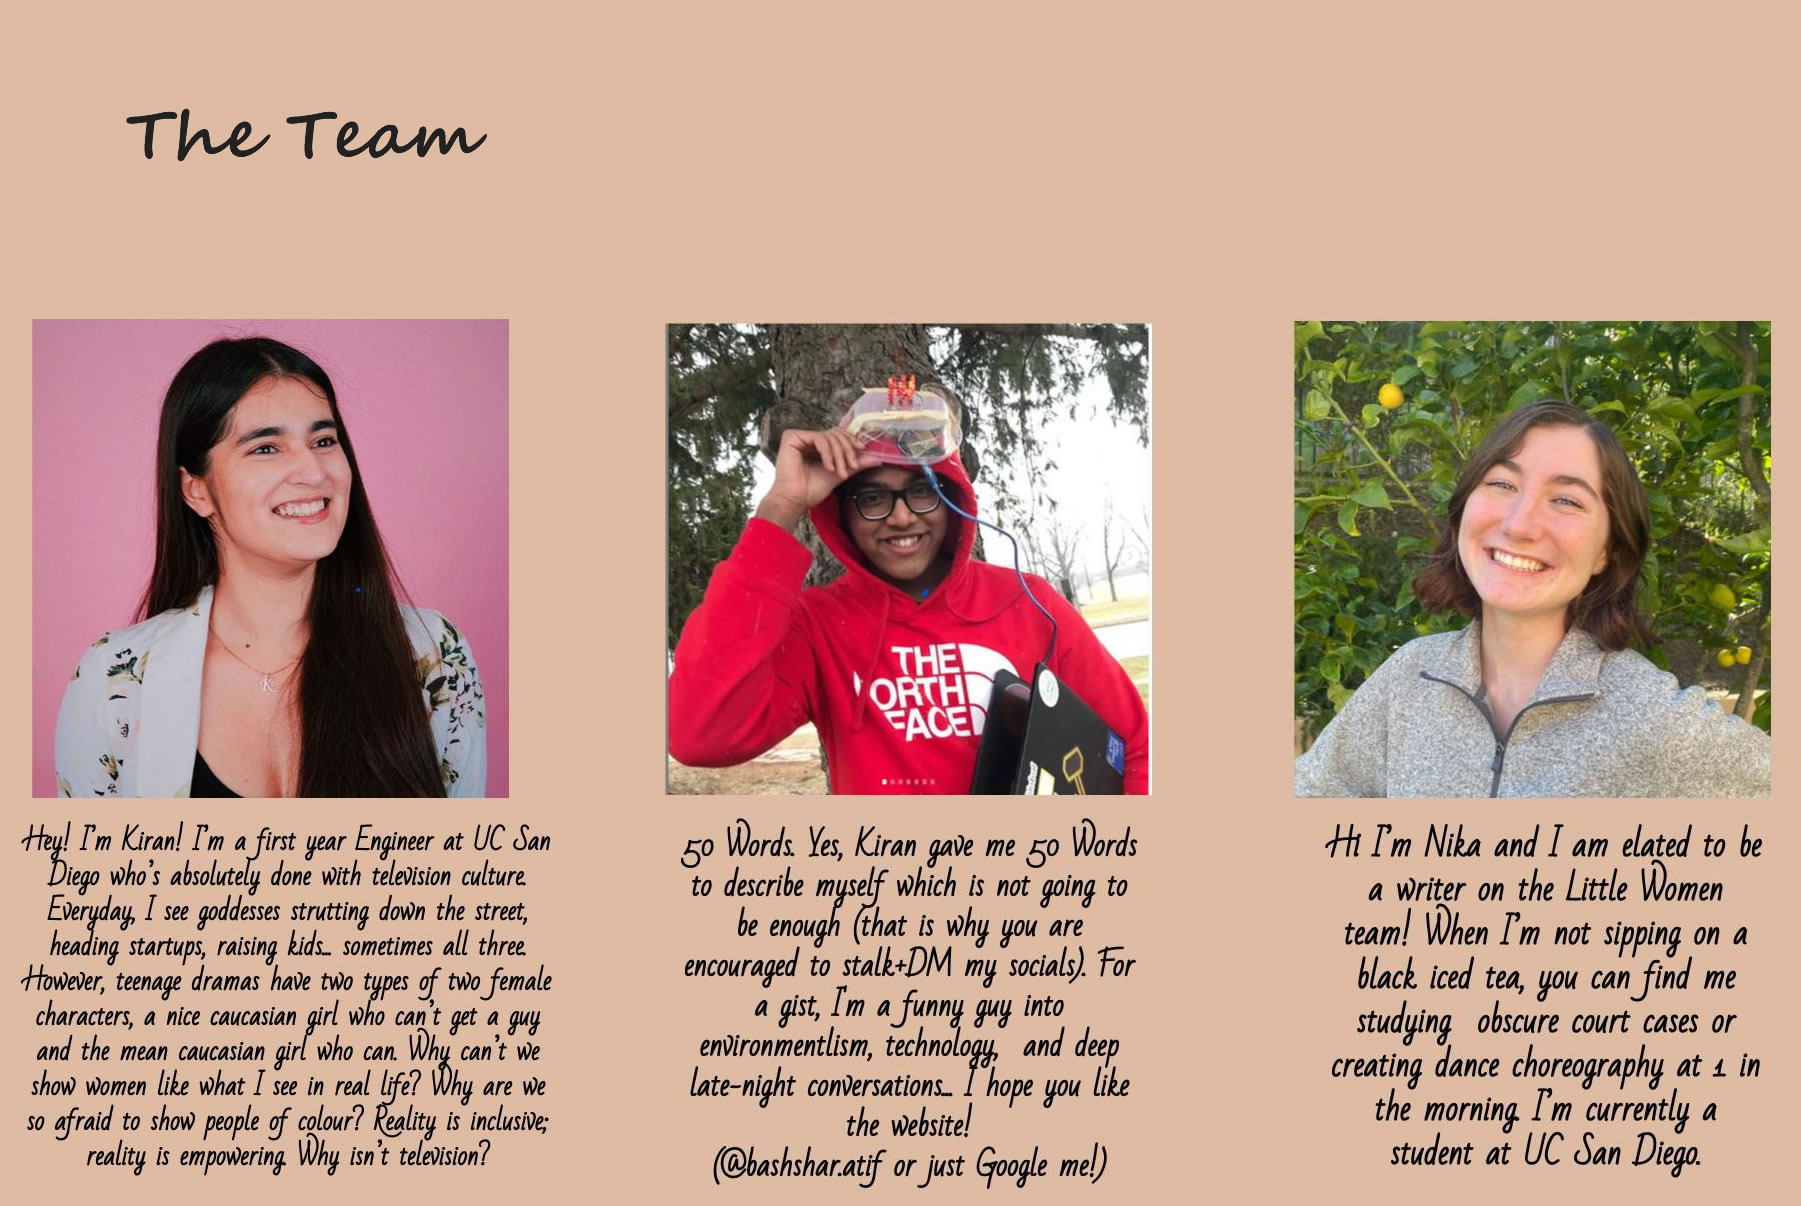 The Team
K
THE
ORTH
FACE
Hey! I'm Kiran! I'm a first year Engineer at UC San
Diego who's absolutely done with television culture.
Everyday, I see goddesses strutting down the street,
heading startups, raising kids... sometimes all three.
However, teenage dramas have two types of two female
characters, a nice caucasian girl who can't get a guy
and the mean caucasian girl who can. Why can't we
show women like what I see in real life? Why are we
so afraid to show people of colour? Reality is inclusive;
reality is empowering. Why isn't television?
50 Words. Yes, Kiran gave me 50 Words
to describe myself which is not going to
be enough (that is why you are
encouraged to stalk+DM my socials). For
a gist, I'm a funny guy into
environmentlism, technology, and deep
late-night conversations... I hope you like
the website!
(@bashshar.atif or just Google me!)
Hi I'm Nika and I am elated to be
a writer on the Little Women
team! When I'm not sipping on a
black iced tea, you can find me
studying obscure court cases or
creating dance choreography at 1 in
the morning. I'm currently a
student at UC San Diego.